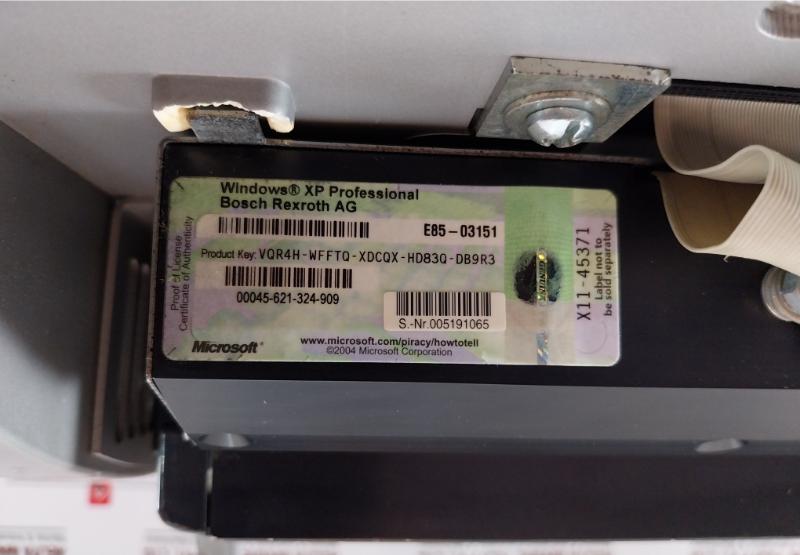 Windows® XP Professional
Bosch Rexroth AG
E85-03151
Product Key: VQR4H-WFFTQ-XDCQX-HD83Q-DB9R3
00045-621-324-909
S.-Nr.005191065
Microsoft®
www.microsoft.com/piracy/howtotell
©2004 Microsoft Corporation
Proof of License
Certificate of Authenticity
X11-45371
Label not to
be sold separately